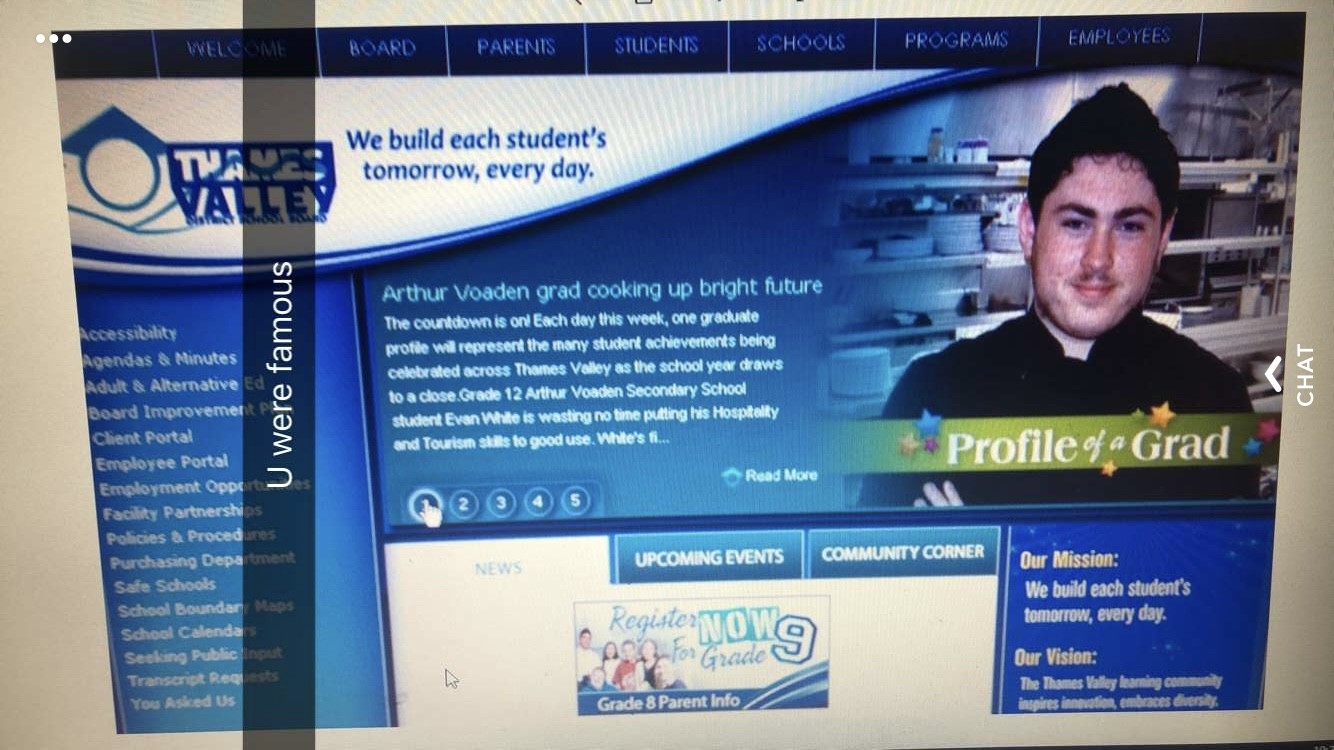 WELCOME
BOARD
PARENTS
STUDENTS
SCHOOLS
PROGRAMS
EMPLOYEES
THAMES
VALLEY
DISTRICT SCHOOL BOARD
We build each student's
tomorrow, every day.
Accessibility
Agendas & Minutes
Adult & Alternative Ed
Board Improvement
Client Portal
Employee Portal
Employment Opportunities
Facility Partnerships
Policies & Procedures
Purchasing Department
Safe Schools
School Boundary Maps
School Calendars
Seeking Public Input
Transcript Requests
You Asked Us
U were famous
Arthur Voaden grad cooking up bright future
The countdown is on! Each day this week, one graduate
profile will represent the many student achievements being
celebrated across Thames Valley as the school year draws
to a close.Grade 12 Arthur Voaden Secondary School
student Evan White is wasting no time putting his Hospitality
and Tourism skills to good use. White's fi...
Read More
1 2 3 4 5
Profile of a Grad
CHAT
NEWS
UPCOMING EVENTS
COMMUNITY CORNER
Register NOW
For Grade 9
Grade 8 Parent Info
Our Mission:
We build each student's
tomorrow, every day.
Our Vision:
The Thames Valley learning community
inspires innovation, embraces diversity,